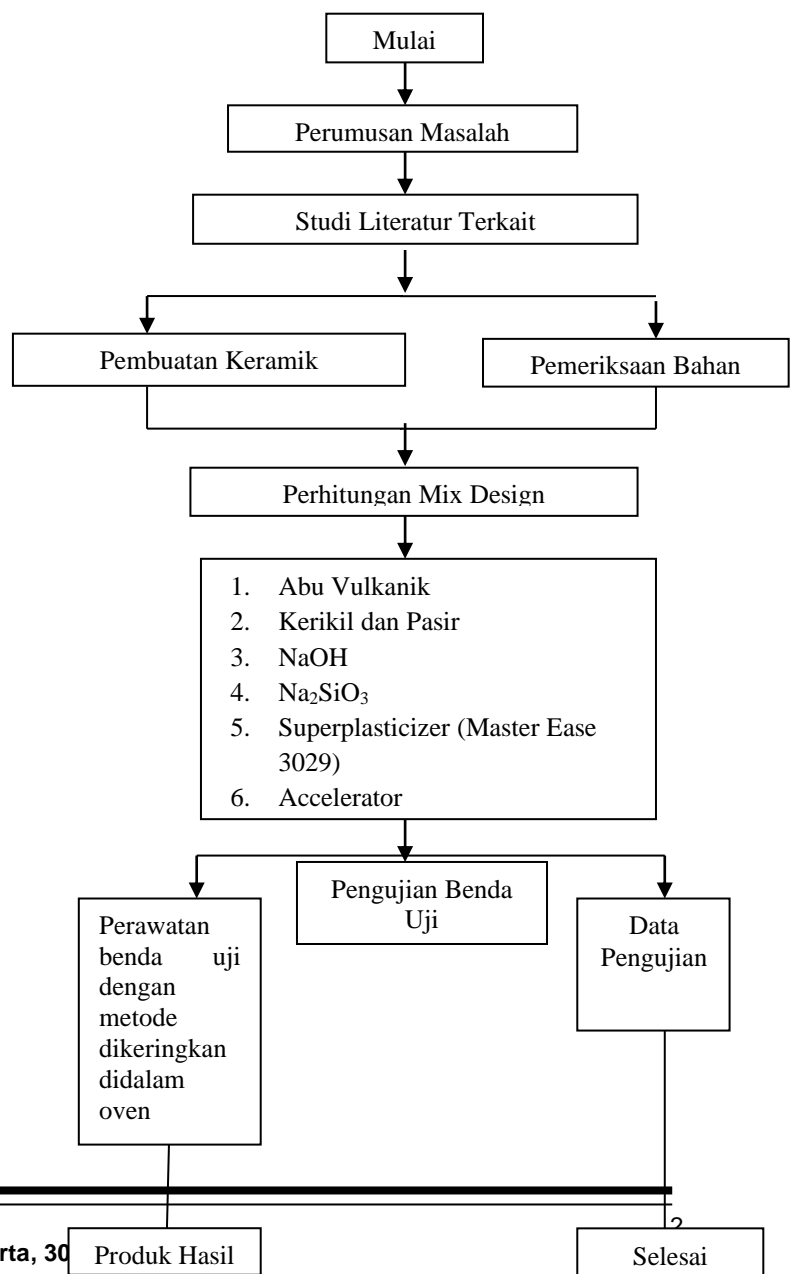 Mulai
Perumusan Masalah
Studi Literatur Terkait
Pembuatan Keramik
Pemeriksaan Bahan
Perhitungan Mix Design
1. Abu Vulkanik
2. Kerikil dan Pasir
3. NaOH
4. Na₂SiO₃
5. Superplasticizer (Master Ease
3029)
6. Accelerator
Perawatan
benda uji
dengan
metode
dikeringkan
didalam
oven
Pengujian Benda
Uji
Data
Pengujian
2
rta, 30
Produk Hasil
Selesai